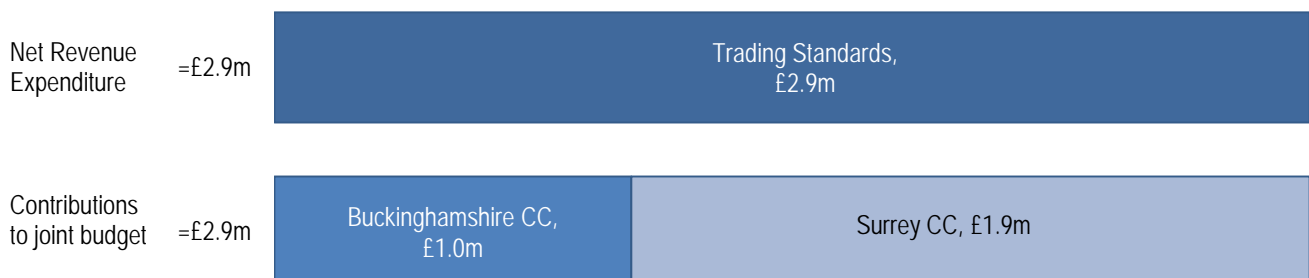 Net Revenue
Expenditure
=£2.9m
Trading Standards,
£2.9m
Contributions
to joint budget
=£2.9m
Buckinghamshire CC,
£1.0m
Surrey CC, £1.9m